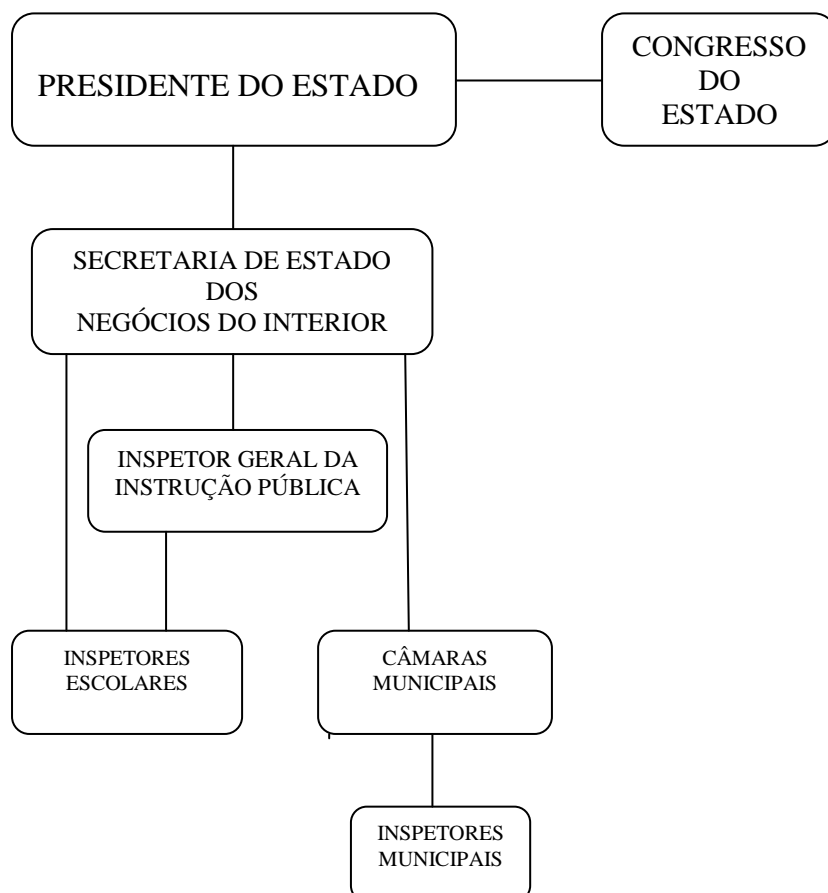 PRESIDENTE DO ESTADO
CONGRESSO
DO
ESTADO
SECRETARIA DE ESTADO
DOS
NEGÓCIOS DO INTERIOR
INSPETOR GERAL DA
INSTRUÇÃO PÚBLICA
INSPETORES
ESCOLARES
CÂMARAS
MUNICIPAIS
INSPETORES
MUNICIPAIS